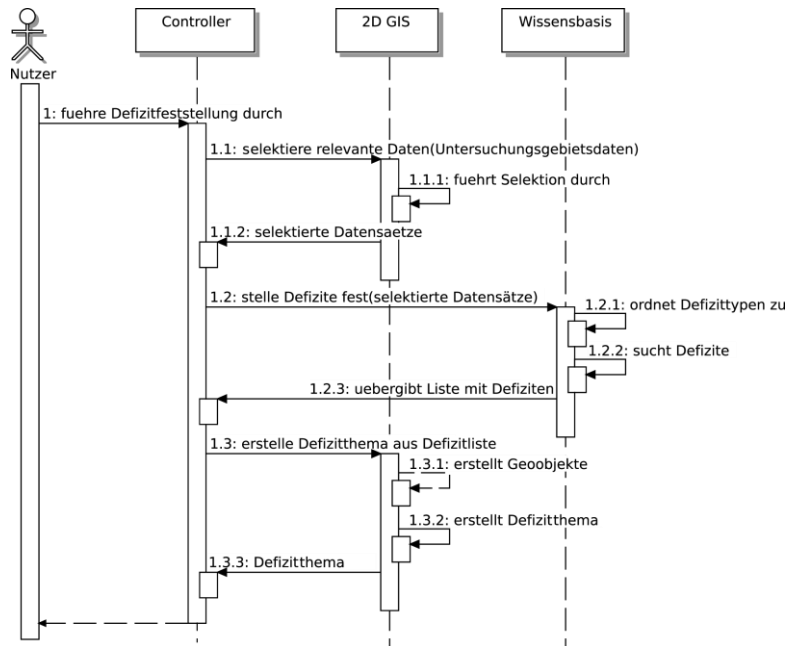 Controller
2D GIS
Wissensbasis
Nutzer
1: fuehre Defizitfeststellung durch
1.1: selektiere relevante Daten(Untersuchungsgebietsdaten)
1.1.1: fuehrt Selektion durch
1.1.2: selektierte Datensaetze
1.2: stelle Defizite fest(selektierte Datensätze)
1.2.1: ordnet Defizittypen zu
1.2.2: sucht Defizite
1.2.3: uebergibt Liste mit Defiziten
1.3: erstelle Defizitthema aus Defizitliste
1.3.1: erstellt Geoobjekte
1.3.2: erstellt Defizitthema
1.3.3: Defizitthema